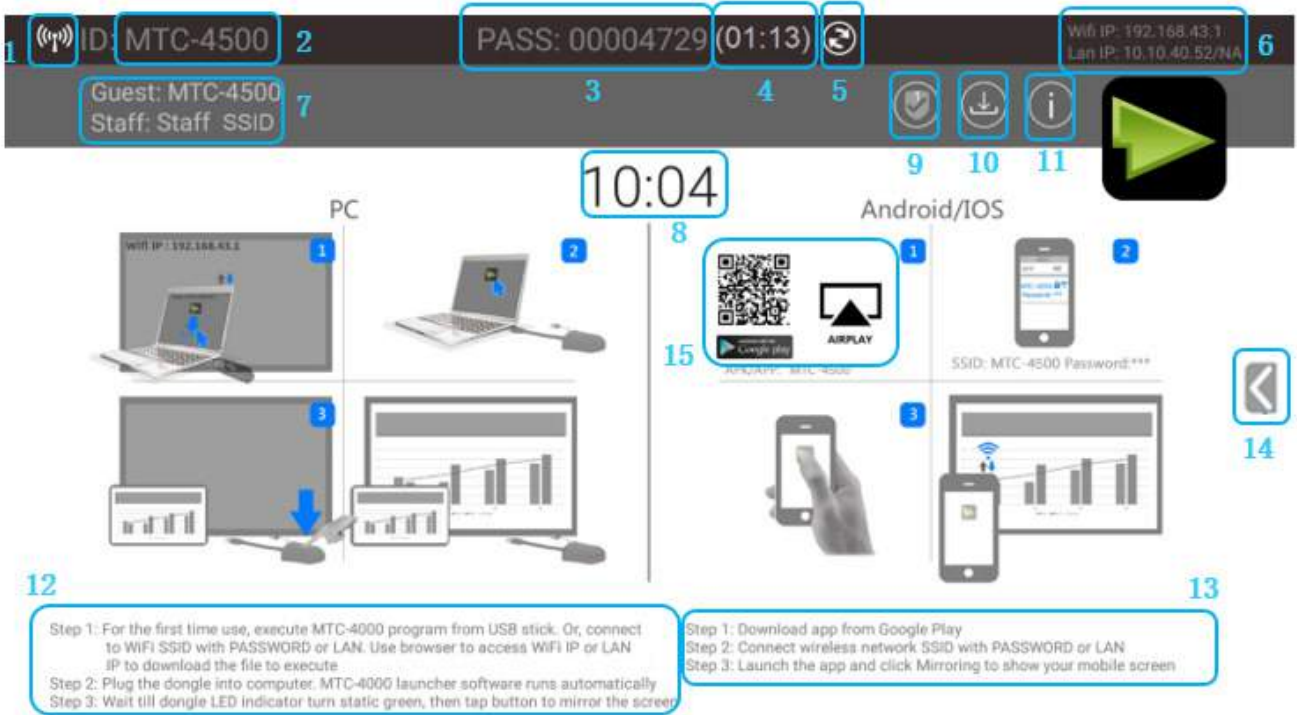 1
ID: MTC-4500
2
PASS: 00004729 (01:13)
3
4
5
Wifi IP: 192.168.43.1
Lan IP: 10.10.40.52/NA
6
Guest: MTC-4500
Staff: Staff SSID
7
9
10
11
10:04
8
PC
Android/IOS
Wifi IP : 192.168.43.1
1
2
1
2
Google play
AIRPLAY
15
APK/APP: MTC-4500
SSID: MTC-4500 Password:***
14
3
3
12
13
Step 1: For the first time use, execute MTC-4000 program from USB stick. Or, connect
to WiFi SSID with PASSWORD or LAN. Use browser to access WiFi IP or LAN
IP to download the file to execute
Step 2: Plug the dongle into computer. MTC-4000 launcher software runs automatically
Step 3: Wait till dongle LED indicator turn static green, then tap button to mirror the screen
Step 1: Download app from Google Play
Step 2: Connect wireless network SSID with PASSWORD or LAN
Step 3: Launch the app and click Mirroring to show your mobile screen